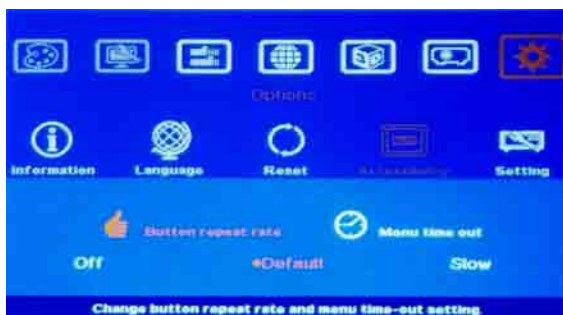 Options
Information Language Reset Accessibility Setting
Button repeat rate Menu time out
Off •Default Slow
Change button repeat rate and menu time-out setting.